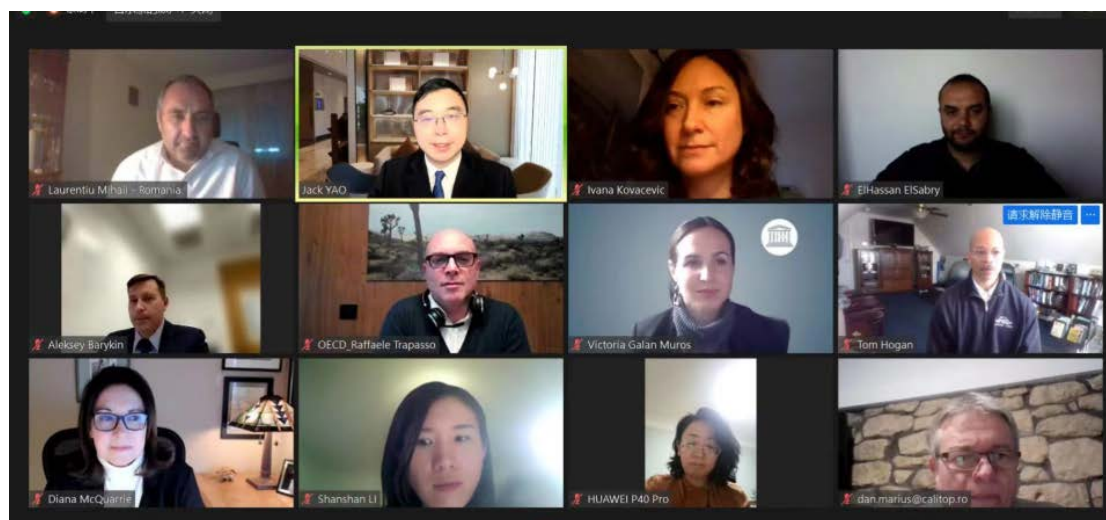 Laurentiu Mihaii - Romania
Jack YAO
Ivana Kovacevic
ElHassan ElSabry
请求解除静音 ...
Aleksey Barykin
OECD_Raffaele Trapasso
Victoria Galan Muros
Tom Hogan
Diana McQuarrie
Shanshan LI
HUAWEI P40 Pro
dan.marius@calitop.ro